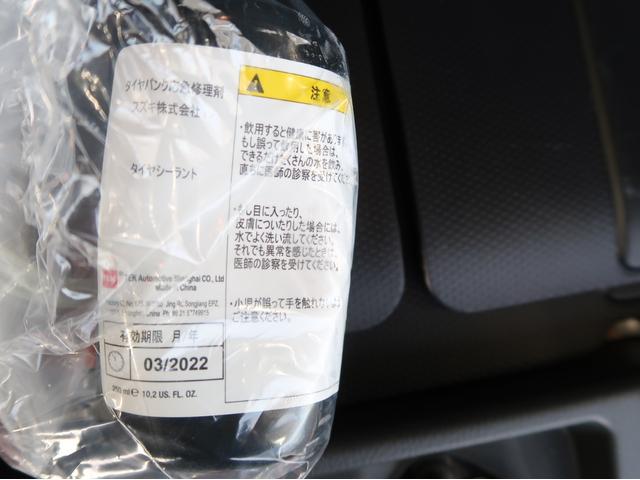 タイヤパンク応急修理剤
スズキ株式会社
タイヤシーラント
TEK Automotive Shanghai CO., Ltd
Made in China
有効期限 月/年
03/2022
10,2 US. FL. OZ.
注意
・飲用すると健康に害があります。
もし誤って飲用した場合は、
できるだけたくさんの水を飲み、
直ちに医師の診察を受けてください。
・もし目に入ったり、
皮膚についたりした場合には、
水でよく洗い流してください。
それでも異常を感じたときは、
医師の診察を受けてください。
・小児が誤って手を触れないよう
ご注意ください。